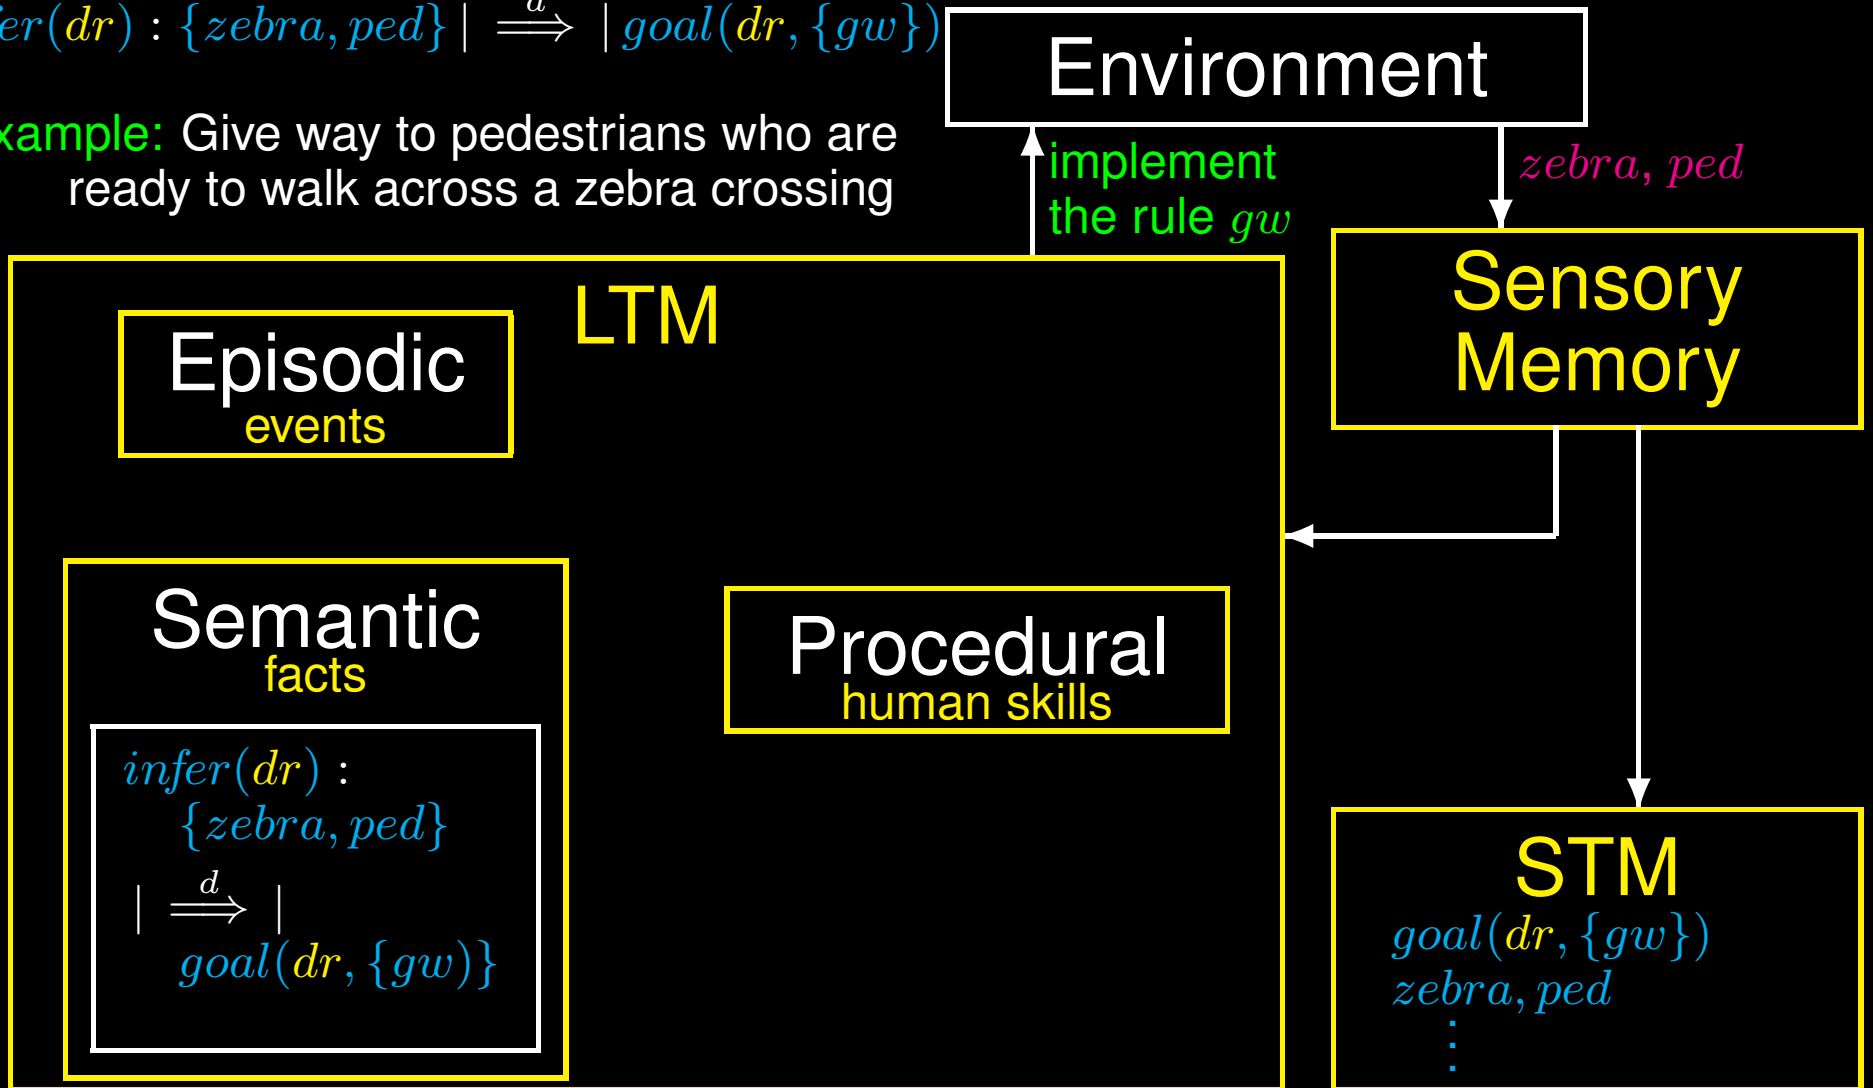 er(dr) : {zebra, ped} | ⟹^d | goal(dr, {gw})
xample: Give way to pedestrians who are
ready to walk across a zebra crossing
Environment
implement
the rule gw
zebra, ped
Sensory
Memory
LTM
Episodic
events
Semantic
facts
infer(dr) :
{zebra, ped}
| ⟹^d |
goal(dr, {gw)}
Procedural
human skills
STM
goal(dr, {gw})
zebra, ped
⋮